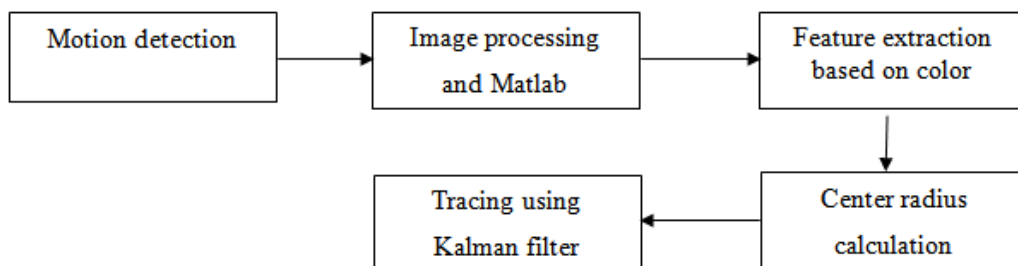 Motion detection
Image processing
and Matlab
Feature extraction
based on color
Center radius
calculation
Tracing using
Kalman filter